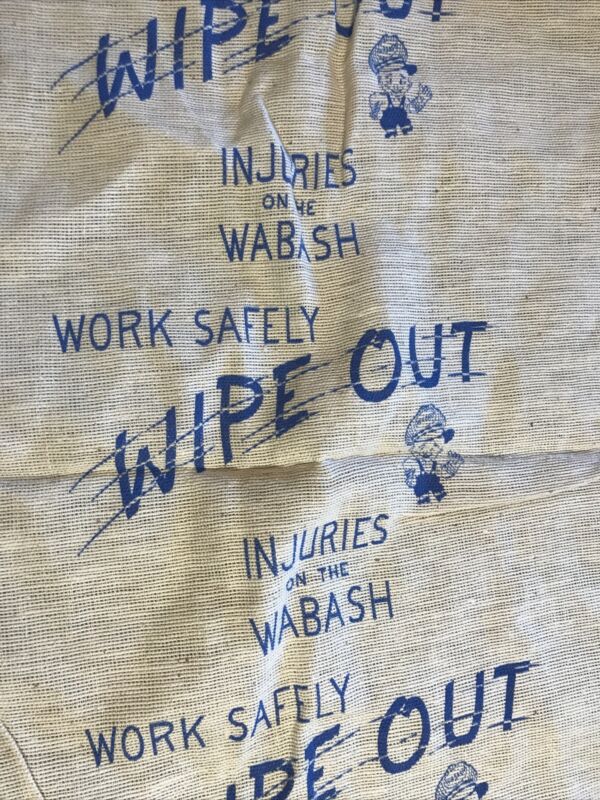 WIPE OUT
INJURIES
ON THE
WABASH
WORK SAFELY
WIPE OUT
INJURIES
ON THE
WABASH
WORK SAFELY
WIPE OUT